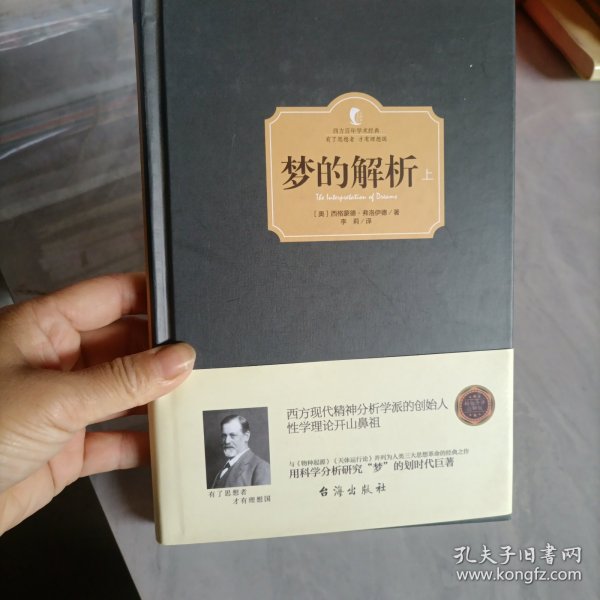 西方百年学术经典
有了思想者·才有理想国
梦的解析 上
The Interpretation of Dreams
［奥］西格蒙德·弗洛伊德／著
李莉／译
西方现代精神分析学派的创始人
性学理论开山鼻祖
与《物种起源》《天体运行论》并列为人类三大思想革命的经典之作
用科学分析研究“梦”的划时代巨著
有了思想者
才有理想国
台海出版社
孔夫子旧书网
www.kongfz.com